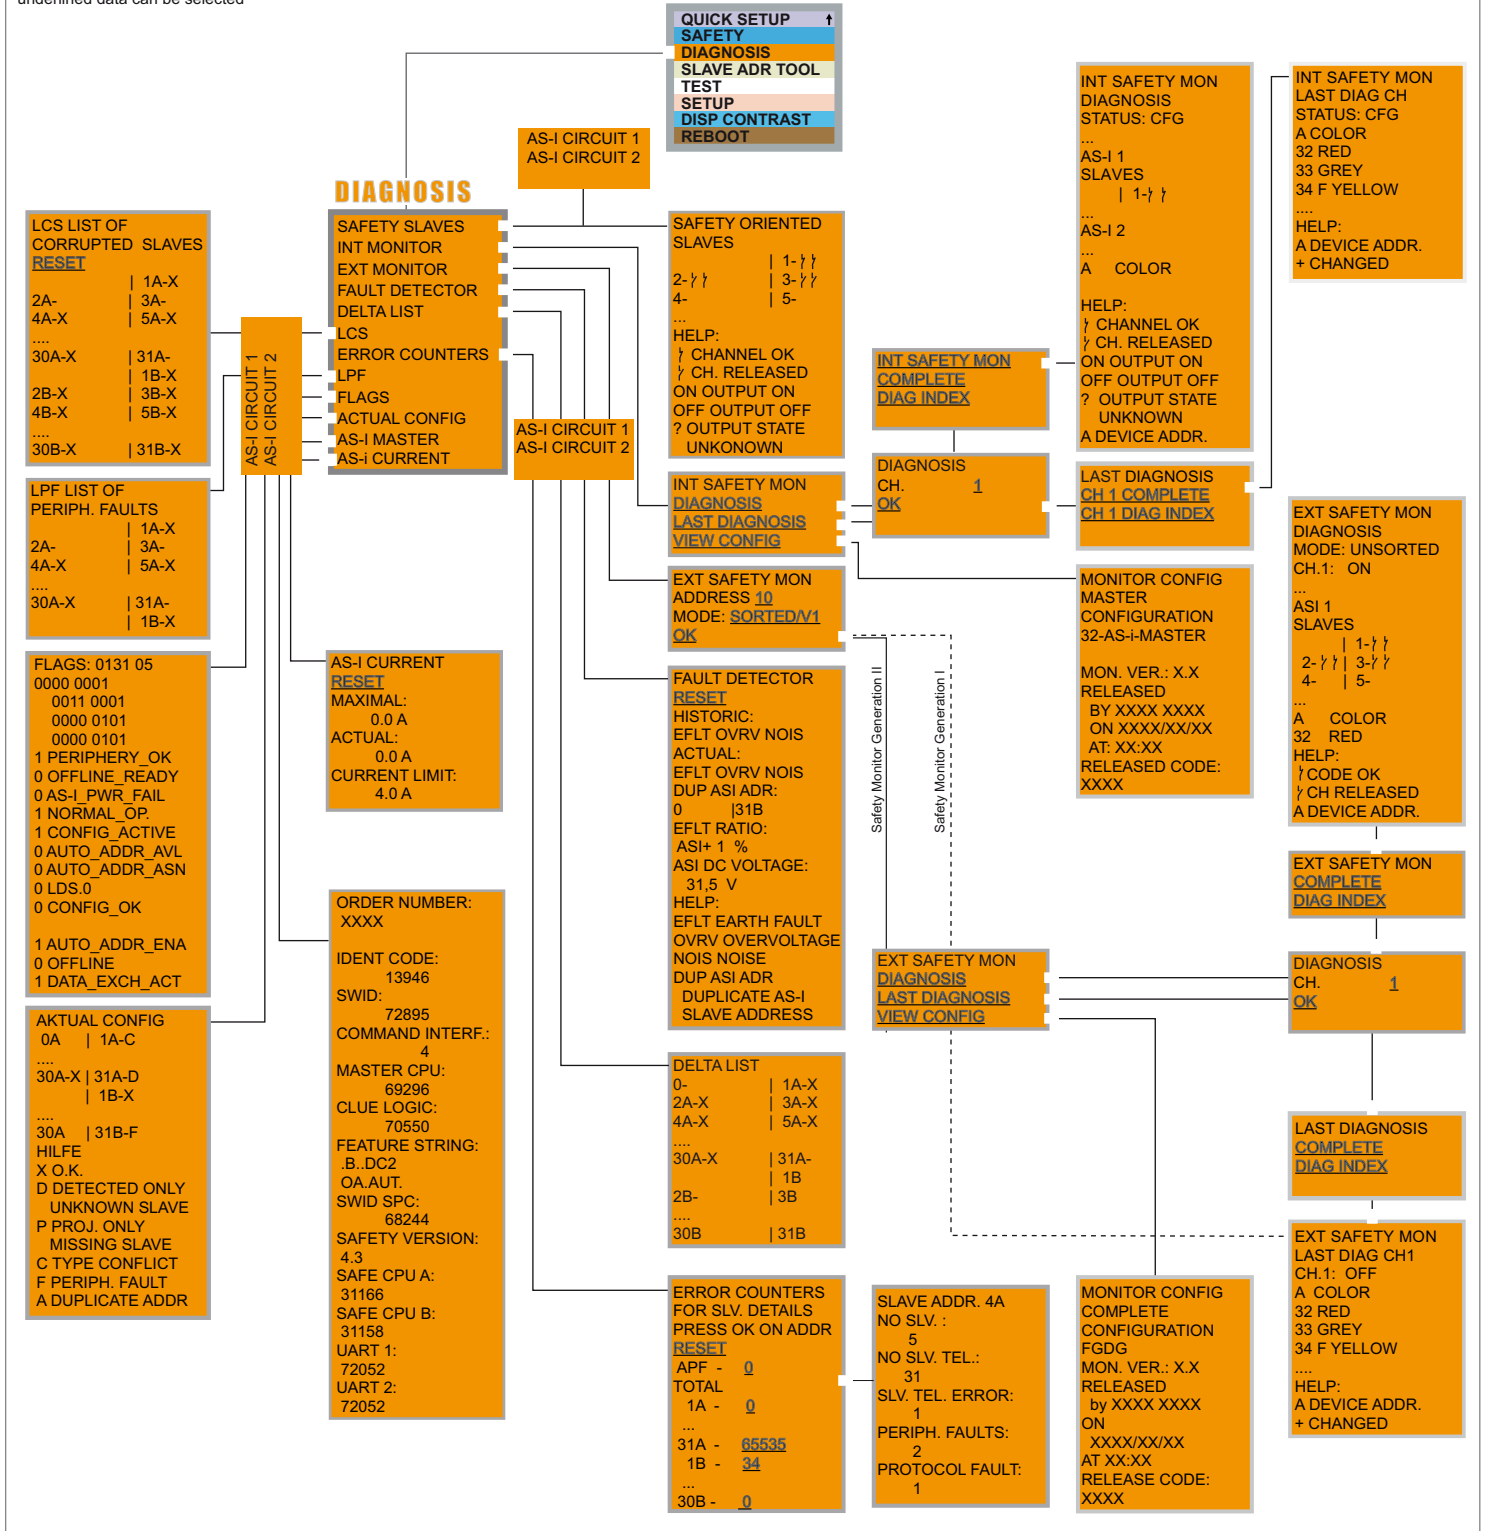 undefined data can be selected
QUICK SETUP
SAFETY
DIAGNOSIS
SLAVE ADR TOOL
TEST
SETUP
DISP CONTRAST
REBOOT
AS-I CIRCUIT 1
AS-I CIRCUIT 2
DIAGNOSIS
SAFETY SLAVES
INT MONITOR
EXT MONITOR
FAULT DETECTOR
DELTA LIST
LCS
ERROR COUNTERS
LPF
FLAGS
ACTUAL CONFIG
AS-I MASTER
AS-i CURRENT
AS-I CIRCUIT 1
AS-I CIRCUIT 2
LCS LIST OF
CORRUPTED SLAVES
RESET
| 1A-X
2A- | 3A-
4A-X | 5A-X
....
30A-X |31A-
| 1B-X
2B-X | 3B-X
4B-X | 5B-X
....
30B-X |31B-X
LPF LIST OF
PERIPH. FAULTS
| 1A-X
2A- | 3A-
4A-X | 5A-X
....
30A-X |31A-
| 1B-X
FLAGS: 0131 05
0000 0001
0011 0001
0000 0101
0000 0101
1 PERIPHERY_OK
0 OFFLINE_READY
0 AS-I_PWR_FAIL
1 NORMAL_OP.
1 CONFIG_ACTIVE
0 AUTO_ADDR_AVL
0 AUTO_ADDR_ASN
0 LDS.0
0 CONFIG_OK
1 AUTO_ADDR_ENA
0 OFFLINE
1 DATA_EXCH_ACT
AKTUAL CONFIG
0A | 1A-C
....
30A-X | 31A-D
| 1B-X
....
30A | 31B-F
HILFE
X O.K.
D DETECTED ONLY
UNKNOWN SLAVE
P PROJ. ONLY
MISSING SLAVE
C TYPE CONFLICT
F PERIPH. FAULT
A DUPLICATE ADDR
AS-I CURRENT
RESET
MAXIMAL:
0.0 A
ACTUAL:
0.0 A
CURRENT LIMIT:
4.0 A
ORDER NUMBER:
XXXX
IDENT CODE:
13946
SWID:
72895
COMMAND INTERF.:
4
MASTER CPU:
69296
CLUE LOGIC:
70550
FEATURE STRING:
.B..DC2
OA.AUT.
SWID SPC:
68244
SAFETY VERSION:
4.3
SAFE CPU A:
31166
SAFE CPU B:
31158
UART 1:
72052
UART 2:
72052
AS-I CIRCUIT 1
AS-I CIRCUIT 2
SAFETY ORIENTED
SLAVES
| 1-
2- | 3-
4- | 5-
...
HELP:
CHANNEL OK
CH. RELEASED
ON OUTPUT ON
OFF OUTPUT OFF
? OUTPUT STATE
UNKONOWN
INT SAFETY MON
DIAGNOSIS
LAST DIAGNOSIS
VIEW CONFIG
EXT SAFETY MON
ADDRESS 10
MODE: SORTED/V1
OK
FAULT DETECTOR
RESET
HISTORIC:
EFLT OVRV NOIS
ACTUAL:
EFLT OVRV NOIS
DUP ASI ADR:
0 |31B
EFLT RATIO:
ASI+ 1 %
ASI DC VOLTAGE:
31,5 V
HELP:
EFLT EARTH FAULT
OVRV OVERVOLTAGE
NOIS NOISE
DUP ASI ADR
DUPLICATE AS-I
SLAVE ADDRESS
DELTA LIST
0- | 1A-X
2A-X | 3A-X
4A-X | 5A-X
....
30A-X | 31A-
| 1B
2B- | 3B
....
30B | 31B
ERROR COUNTERS
FOR SLV. DETAILS
PRESS OK ON ADDR
RESET
APF - 0
TOTAL
1A - 0
...
31A - 65535
1B - 34
...
30B - 0
SLAVE ADDR. 4A
NO SLV. :
5
NO SLV. TEL.:
31
SLV. TEL. ERROR:
1
PERIPH. FAULTS:
2
PROTOCOL FAULT:
1
INT SAFETY MON
COMPLETE
DIAG INDEX
DIAGNOSIS
CH. 1
OK
Safety Monitor Generation II
Safety Monitor Generation I
EXT SAFETY MON
DIAGNOSIS
LAST DIAGNOSIS
VIEW CONFIG
INT SAFETY MON
DIAGNOSIS
STATUS: CFG
...
AS-I 1
SLAVES
| 1-
...
AS-I 2
...
A COLOR
HELP:
CHANNEL OK
CH. RELEASED
ON OUTPUT ON
OFF OUTPUT OFF
? OUTPUT STATE
UNKNOWN
A DEVICE ADDR.
LAST DIAGNOSIS
CH 1 COMPLETE
CH 1 DIAG INDEX
MONITOR CONFIG
MASTER
CONFIGURATION
32-AS-i-MASTER
MON. VER.: X.X
RELEASED
BY XXXX XXXX
ON XXXX/XX/XX
AT: XX:XX
RELEASED CODE:
XXXX
INT SAFETY MON
LAST DIAG CH
STATUS: CFG
A COLOR
32 RED
33 GREY
34 F YELLOW
....
HELP:
A DEVICE ADDR.
+ CHANGED
EXT SAFETY MON
DIAGNOSIS
MODE: UNSORTED
CH.1: ON
...
ASI 1
SLAVES
| 1-
2- | 3-
4- | 5-
...
A COLOR
32 RED
HELP:
CODE OK
CH RELEASED
A DEVICE ADDR.
EXT SAFETY MON
COMPLETE
DIAG INDEX
DIAGNOSIS
CH. 1
OK
LAST DIAGNOSIS
COMPLETE
DIAG INDEX
EXT SAFETY MON
LAST DIAG CH1
CH.1: OFF
A COLOR
32 RED
33 GREY
34 F YELLOW
....
HELP:
A DEVICE ADDR.
+ CHANGED
MONITOR CONFIG
COMPLETE
CONFIGURATION
FGDG
MON. VER.: X.X
RELEASED
by XXXX XXXX
ON
XXXX/XX/XX
AT XX:XX
RELEASE CODE:
XXXX